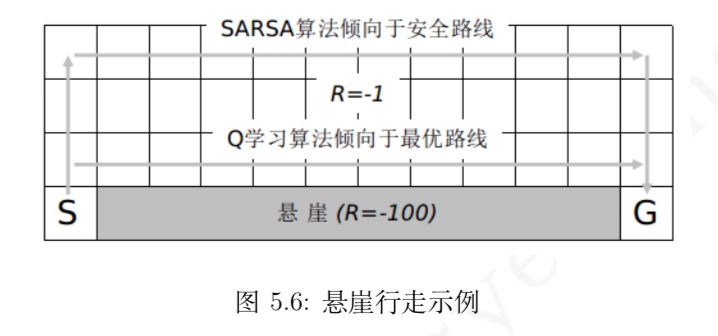 SARSA算法倾向于安全路线
R=-1
Q学习算法倾向于最优路线
S
悬 崖 (R=-100)
G
图 5.6: 悬崖行走示例